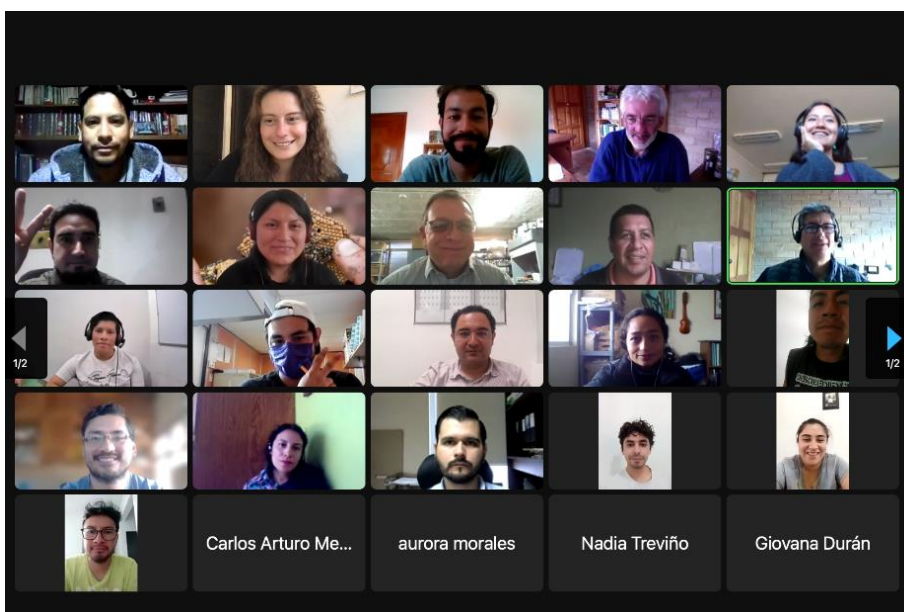 1/2
1/2
Carlos Arturo Me...
aurora morales
Nadia Treviño
Giovana Durán